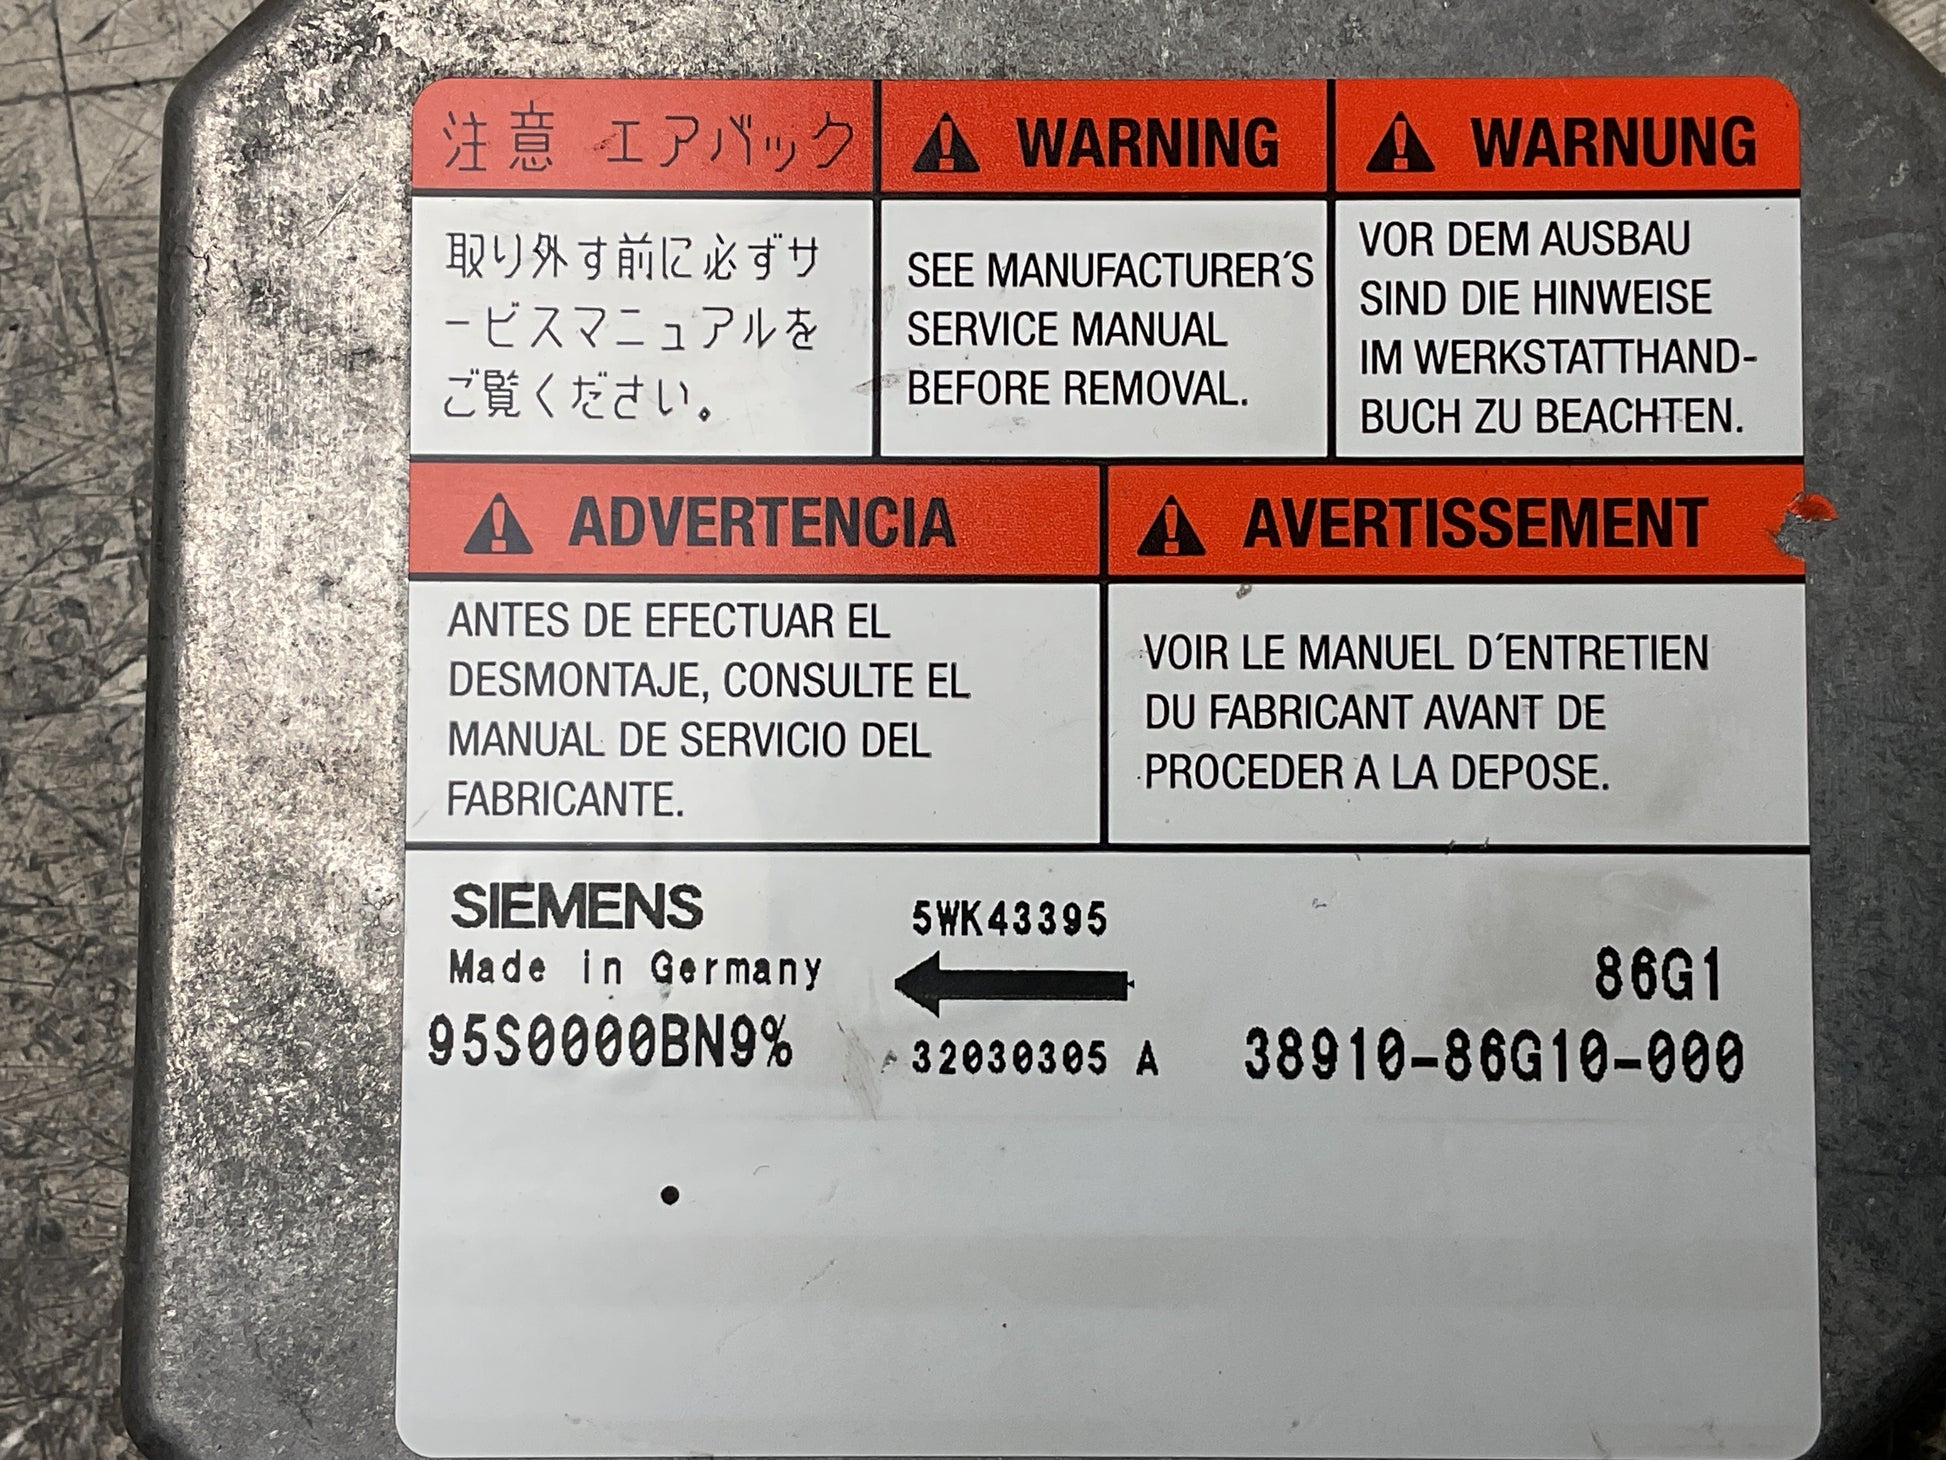 注意 エアバック
取り外す前に必ずサ
ービスマニュアルを
ご覧ください。
WARNING
SEE MANUFACTURER´S
SERVICE MANUAL
BEFORE REMOVAL.
WARNUNG
VOR DEM AUSBAU
SIND DIE HINWEISE
IM WERKSTATTHAND-
BUCH ZU BEACHTEN.
ADVERTENCIA
ANTES DE EFECTUAR EL
DESMONTAJE, CONSULTE EL
MANUAL DE SERVICIO DEL
FABRICANTE.
AVERTISSEMENT
VOIR LE MANUEL D´ENTRETIEN
DU FABRICANT AVANT DE
PROCEDER A LA DEPOSE.
SIEMENS
Made in Germany
95S0000BN9%
5WK43395
32030305 A
86G1
38910-86G10-000